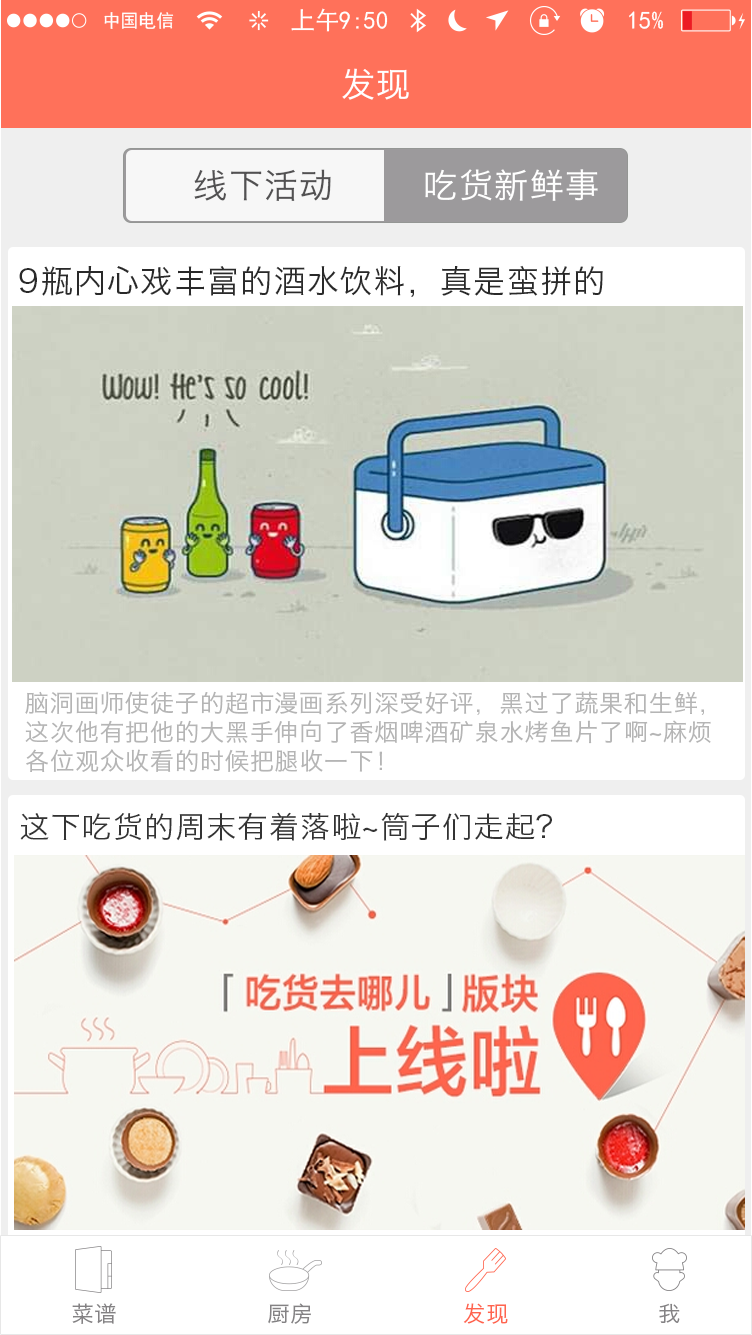 中国电信 上午9:50 15%
发现
线下活动 吃货新鲜事
9瓶内心戏丰富的酒水饮料，真是蛮拼的
Wow! He's so cool!
脑洞画师使徒子的超市漫画系列深受好评，黑过了蔬果和生鲜，
这次他有把他的大黑手伸向了香烟啤酒矿泉水烤鱼片了啊~麻烦
各位观众收看的时候把腿收一下！
这下吃货的周末有着落啦~筒子们走起？
「吃货去哪儿」版块
上线啦
菜谱 厨房 发现 我